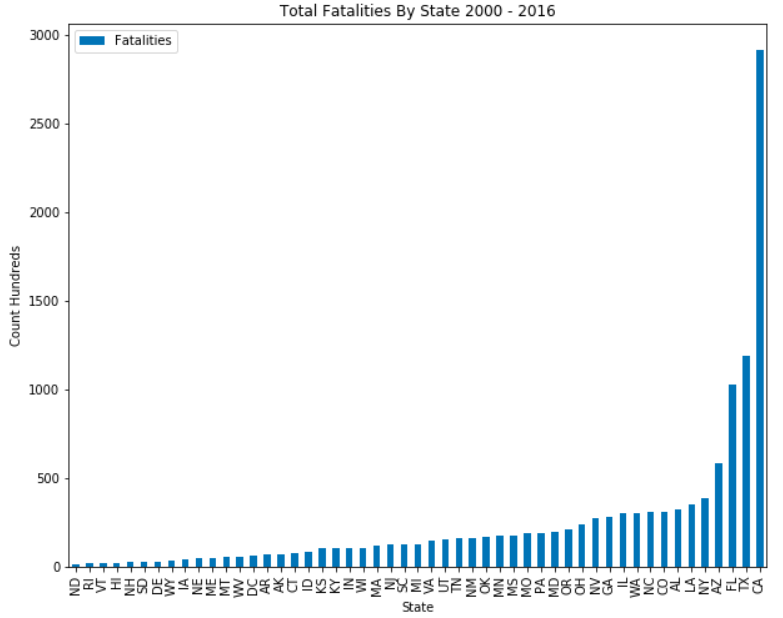 Total Fatalities By State 2000 - 2016
Fatalities
3000
2500
2000
1500
1000
500
0
Count Hundreds
ND RI VT HI NH SD DE WY IA NE ME MT WV DC AR AK CT ID KS KY IN WI MA NJ SC MI VA UT TN NM OK MN MS MO PA MD OR OH NV GA IL WA NC CO AL LA NY AZ FL TX CA
State